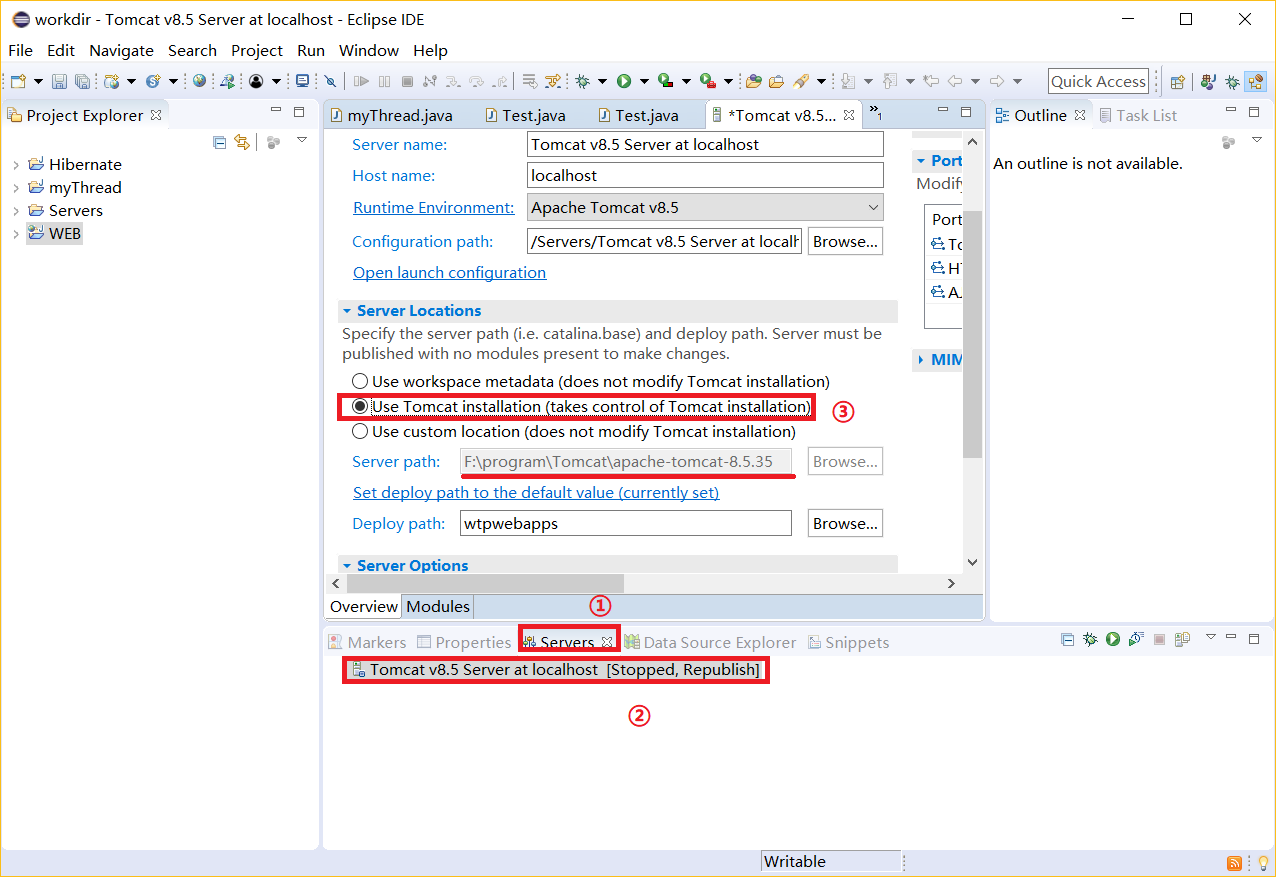 workdir - Tomcat v8.5 Server at localhost - Eclipse IDE
File Edit Navigate Search Project Run Window Help
Quick Access
Project Explorer
Hibernate
myThread
Servers
WEB
myThread.java Test.java Test.java *Tomcat v8.5... »1
Server name: Tomcat v8.5 Server at localhost
Host name: localhost
Runtime Environment: Apache Tomcat v8.5
Configuration path: /Servers/Tomcat v8.5 Server at localh Browse...
Open launch configuration
Server Locations
Specify the server path (i.e. catalina.base) and deploy path. Server must be
published with no modules present to make changes.
Use workspace metadata (does not modify Tomcat installation)
Use Tomcat installation (takes control of Tomcat installation) ③
Use custom location (does not modify Tomcat installation)
Server path: F:\program\Tomcat\apache-tomcat-8.5.35 Browse...
Set deploy path to the default value (currently set)
Deploy path: wtpwebapps Browse...
Server Options
Port
Modify
Port
To
HT
AJ
MIM
Overview Modules
①
Outline Task List
An outline is not available.
Markers Properties Servers Data Source Explorer Snippets
Tomcat v8.5 Server at localhost [Stopped, Republish]
②
Writable